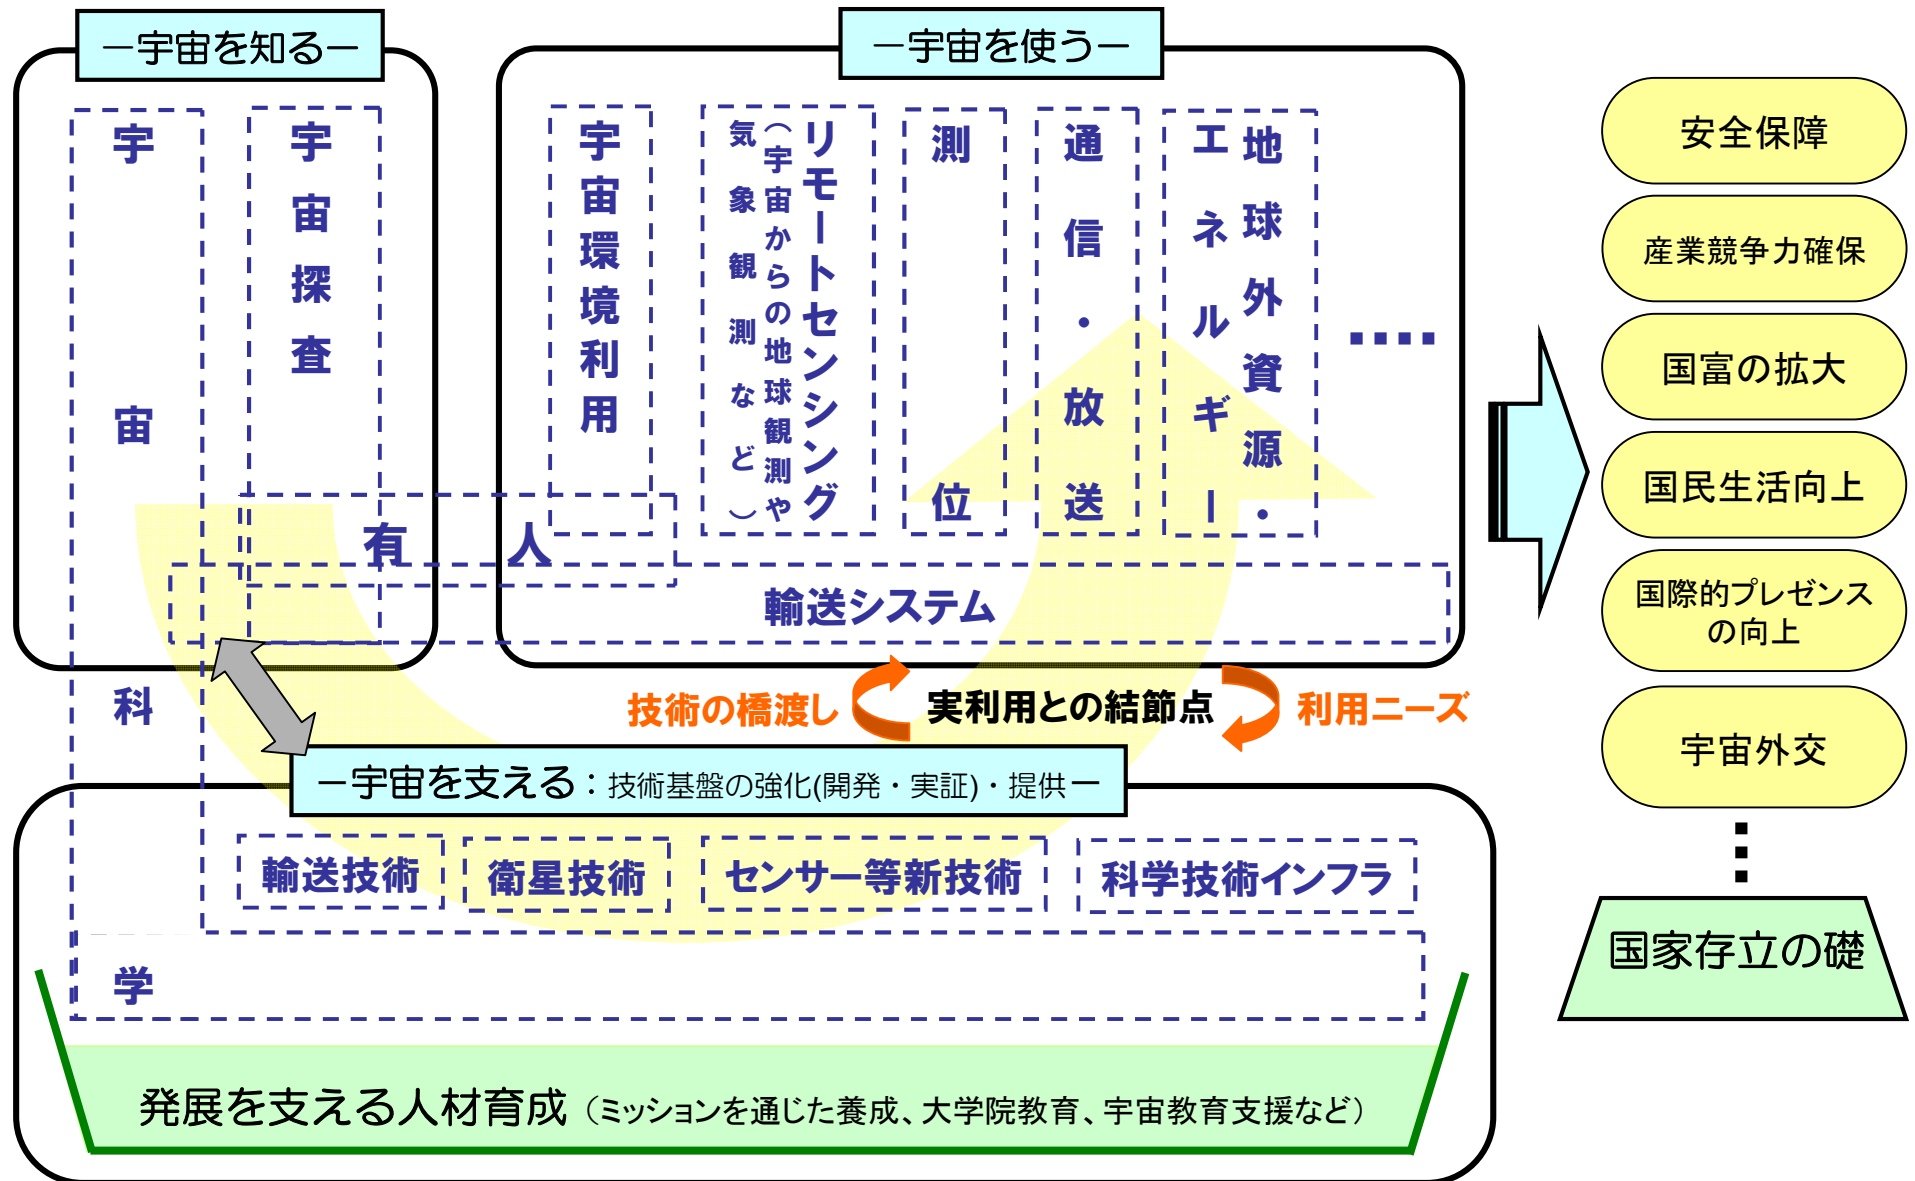 ー宇宙を知るー
宇宙科学
宇宙探査
ー宇宙を使うー
宇宙環境利用
リモートセンシング
（宇宙からの地球観測や
気象観測など）
測位
通信・放送
地球外資源・
エネルギー
▪▪▪▪
有人
輸送システム
技術の橋渡し
実利用との結節点
利用ニーズ
ー宇宙を支える：技術基盤の強化(開発・実証)・提供ー
輸送技術
衛星技術
センサー等新技術
科学技術インフラ
発展を支える人材育成（ミッションを通じた養成、大学院教育、宇宙教育支援など）
安全保障
産業競争力確保
国富の拡大
国民生活向上
国際的プレゼンス
の向上
宇宙外交
国家存立の礎